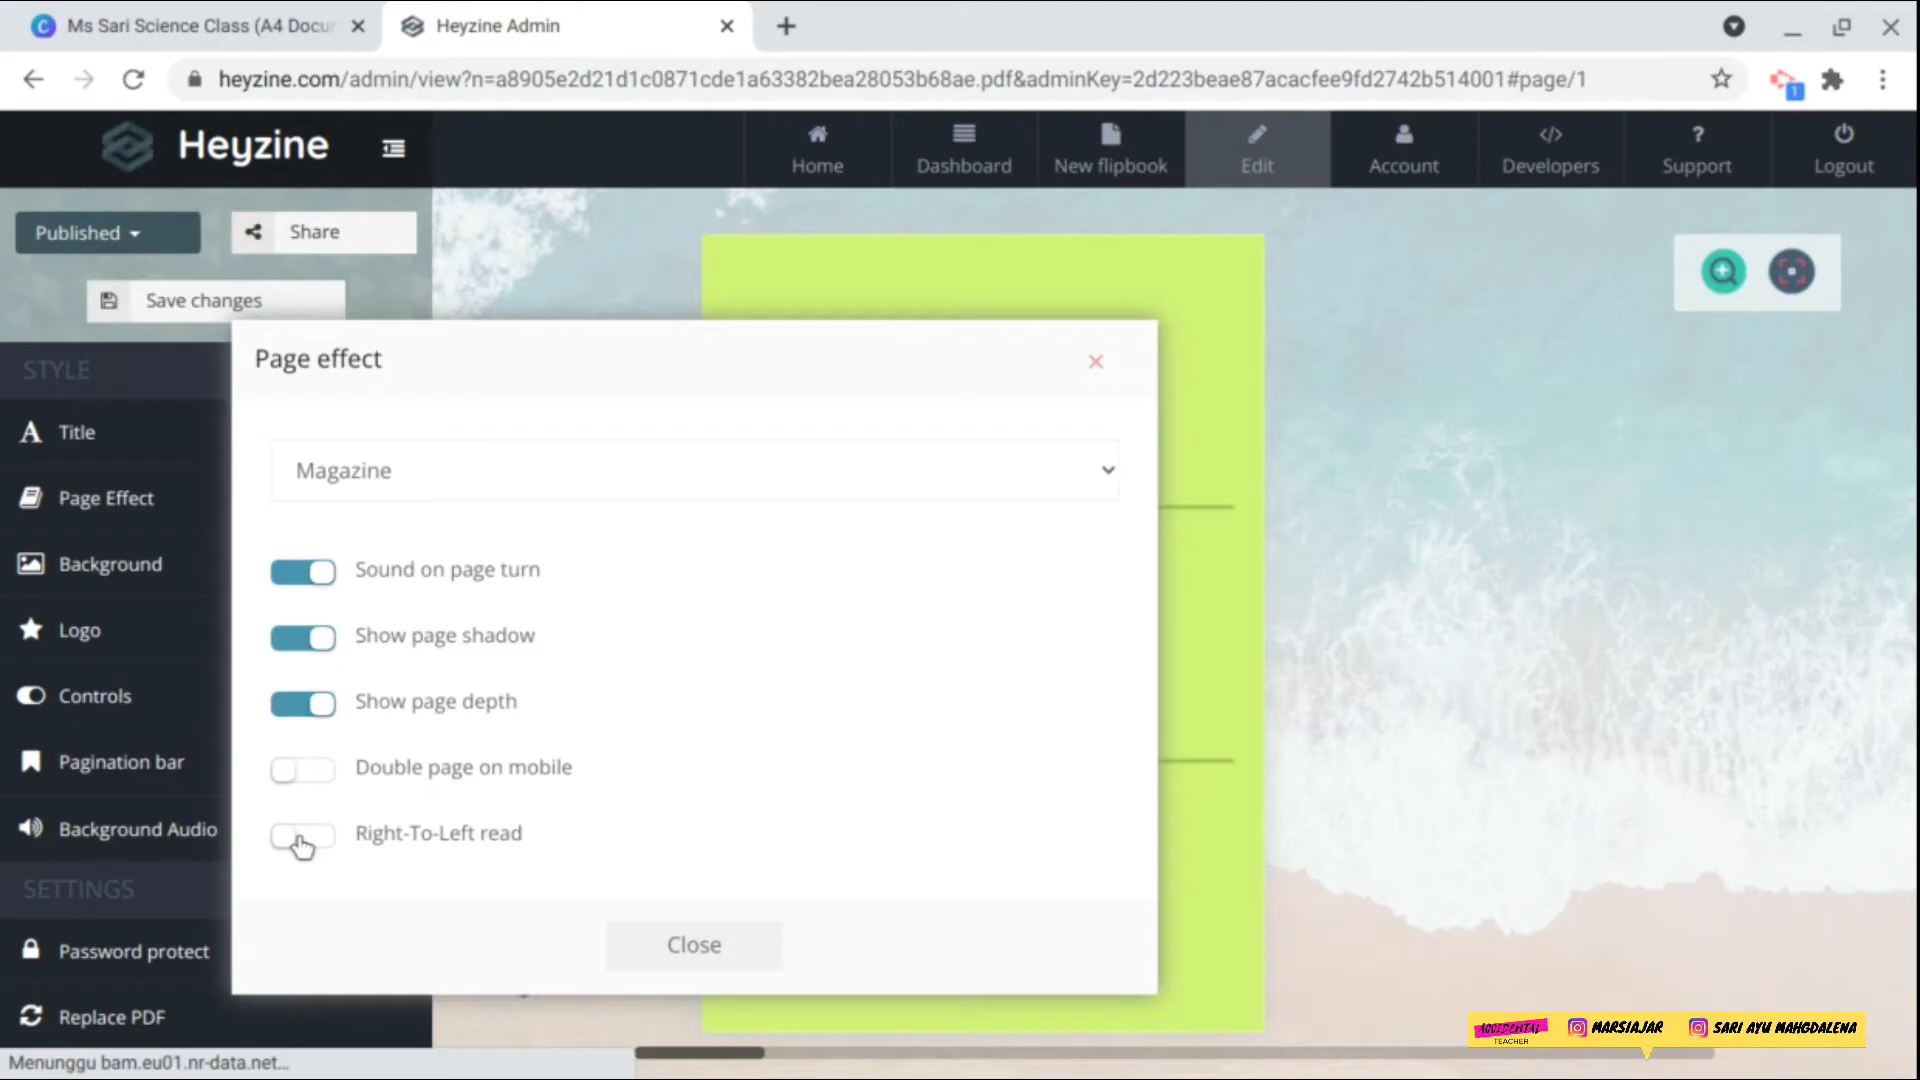 Ms Sari Science Class (A4 Docu
Heyzine Admin
heyzine.com/admin/view?n=a8905e2d21d1c0871cde1a63382bea28053b68ae.pdf&adminKey=2d223beae87acacfee9fd2742b514001#page/1
1
Heyzine
Home
Dashboard
New flipbook
Edit
Account
Developers
Support
Logout
Published
Share
Save changes
STYLE
Title
Page Effect
Background
Logo
Controls
Pagination bar
Background Audio
SETTINGS
Password protect
Replace PDF
Page effect
Magazine
Sound on page turn
Show page shadow
Show page depth
Double page on mobile
Right-To-Left read
Close
Menunggu bam.eu01.nr-data.net...
ACCIDENTAL
TEACHER
MARSIAJAR
SARI AYU MAHGDALENA